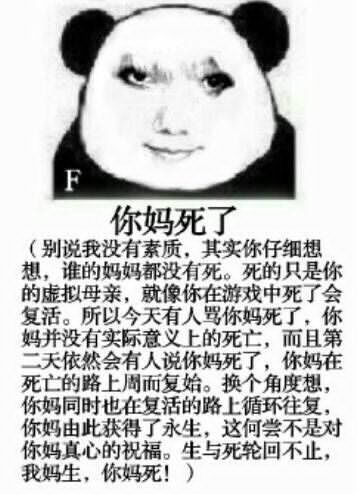 F
你妈死了
(别说我没有素质,其实你仔细想
想,谁的妈妈都没有死。死的只是你
的虚拟母亲,就像你在游戏中死了会
复活。所以今天有人骂你妈死了,你
妈并没有实际意义上的死亡,而且第
二天依然会有人说你妈死了,你妈在
死亡的路上周而复始。换个角度想,
你妈同时也在复活的路上循环往复,
你妈由此获得了永生,这何尝不是对
你妈真心的祝福。生与死轮回不止,
我妈生,你妈死!)